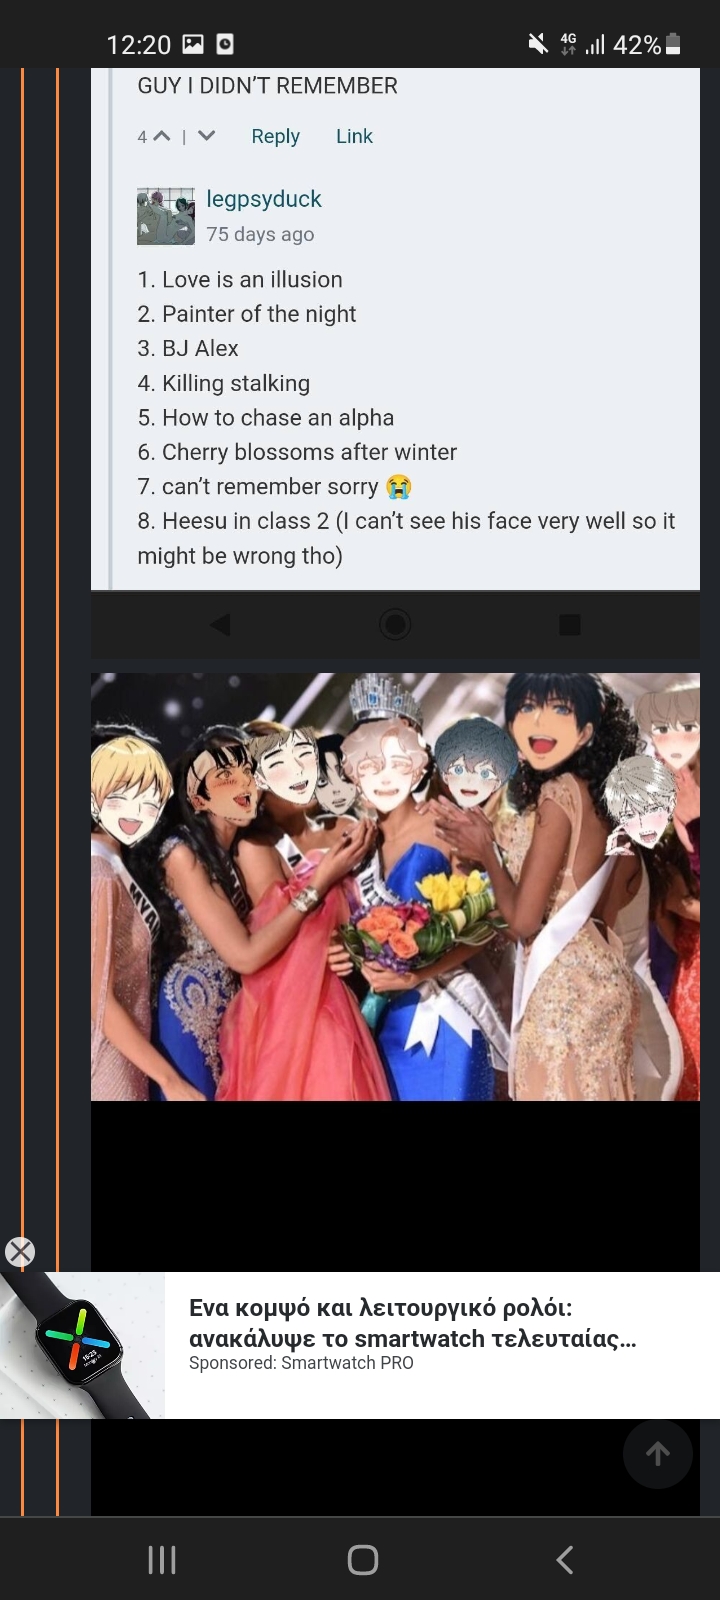 12:20
4G
42%
GUY I DIDN'T REMEMBER
4 | Reply Link
legpsyduck
75 days ago
1. Love is an illusion
2. Painter of the night
3. BJ Alex
4. Killing stalking
5. How to chase an alpha
6. Cherry blossoms after winter
7. can't remember sorry 😭
8. Heesu in class 2 (I can't see his face very well so it
might be wrong tho)
Ενα κομψό και λειτουργικό ρολόι:
ανακάλυψε το smartwatch τελευταίας...
Sponsored: Smartwatch PRO